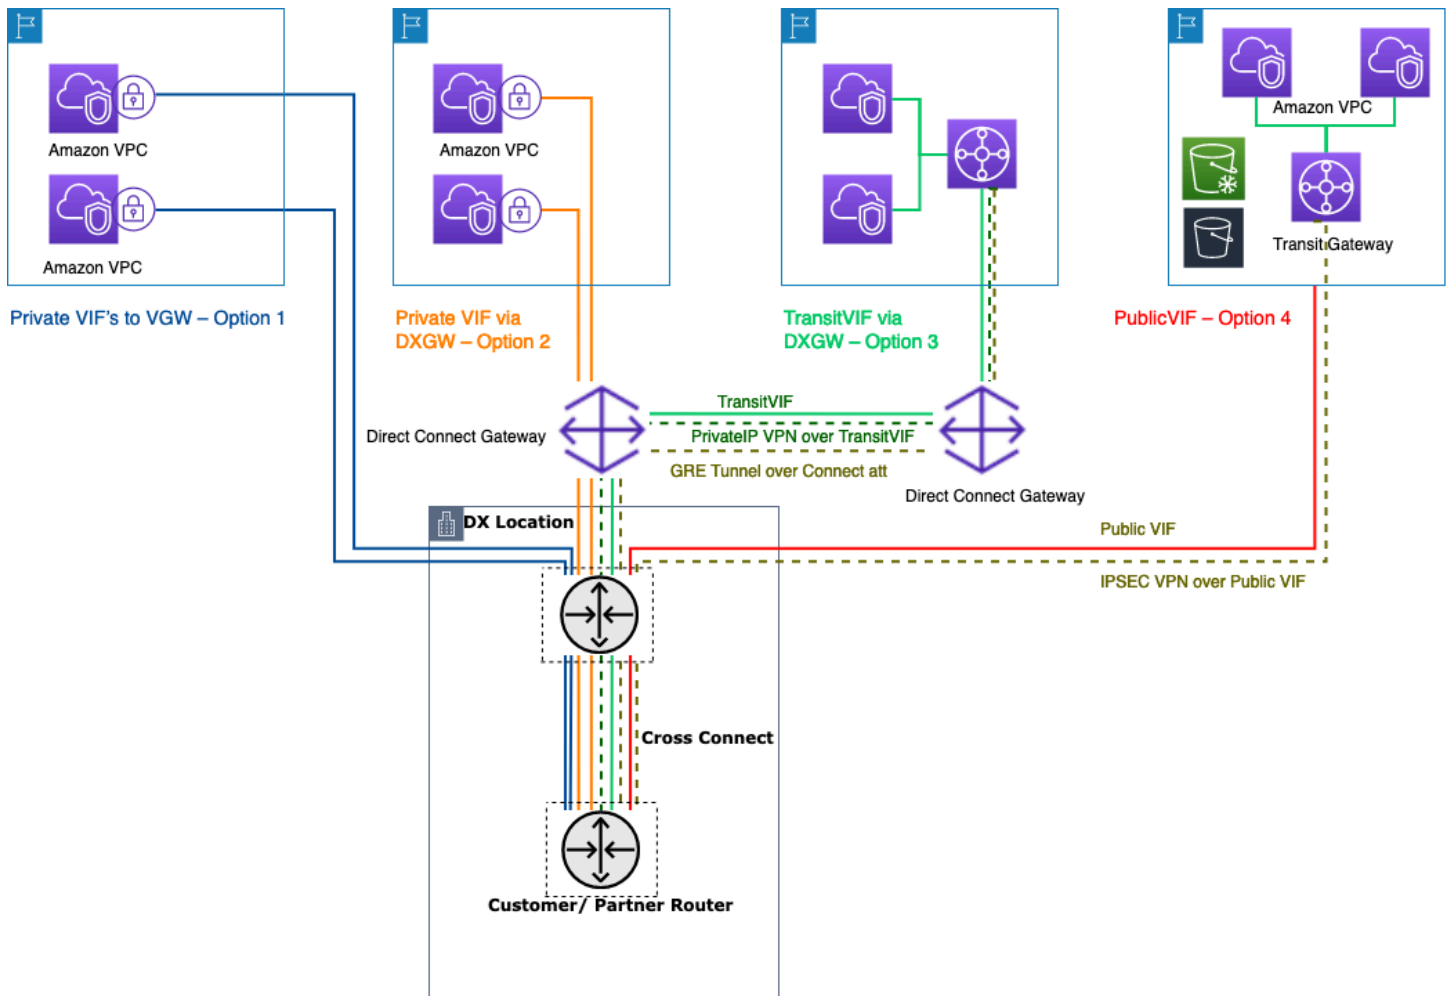 Amazon VPC
Amazon VPC
Amazon VPC
Amazon VPC
Transit Gateway
Private VIF's to VGW – Option 1
Private VIF via
DXGW – Option 2
TransitVIF via
DXGW – Option 3
PublicVIF – Option 4
TransitVIF
Direct Connect Gateway
PrivateIP VPN over TransitVIF
GRE Tunnel over Connect att
Direct Connect Gateway
DX Location
Public VIF
IPSEC VPN over Public VIF
Cross Connect
Customer/ Partner Router